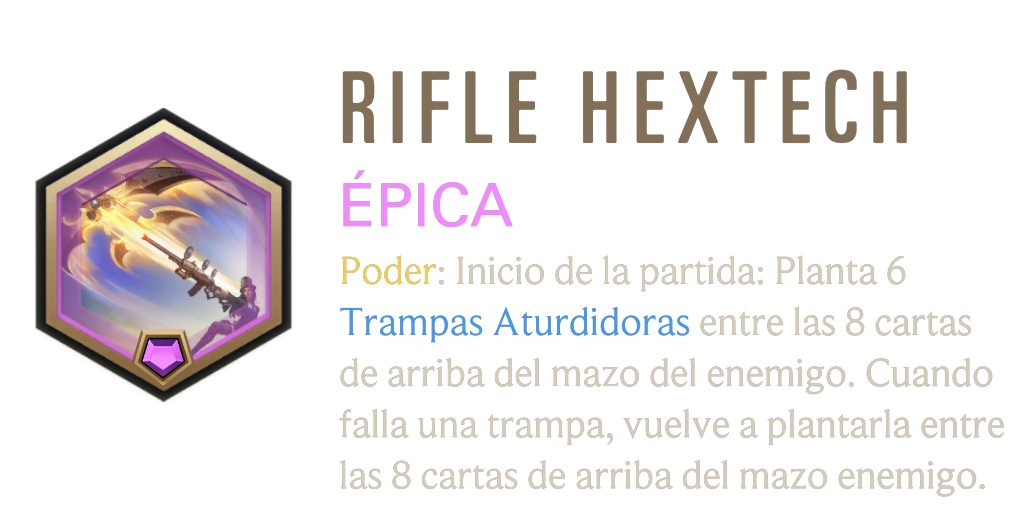 RIFLE HEXTECH
ÉPICA
Poder: Inicio de la partida: Planta 6
Trampas Aturdidoras entre las 8 cartas
de arriba del mazo del enemigo. Cuando
falla una trampa, vuelve a plantarla entre
las 8 cartas de arriba del mazo enemigo.